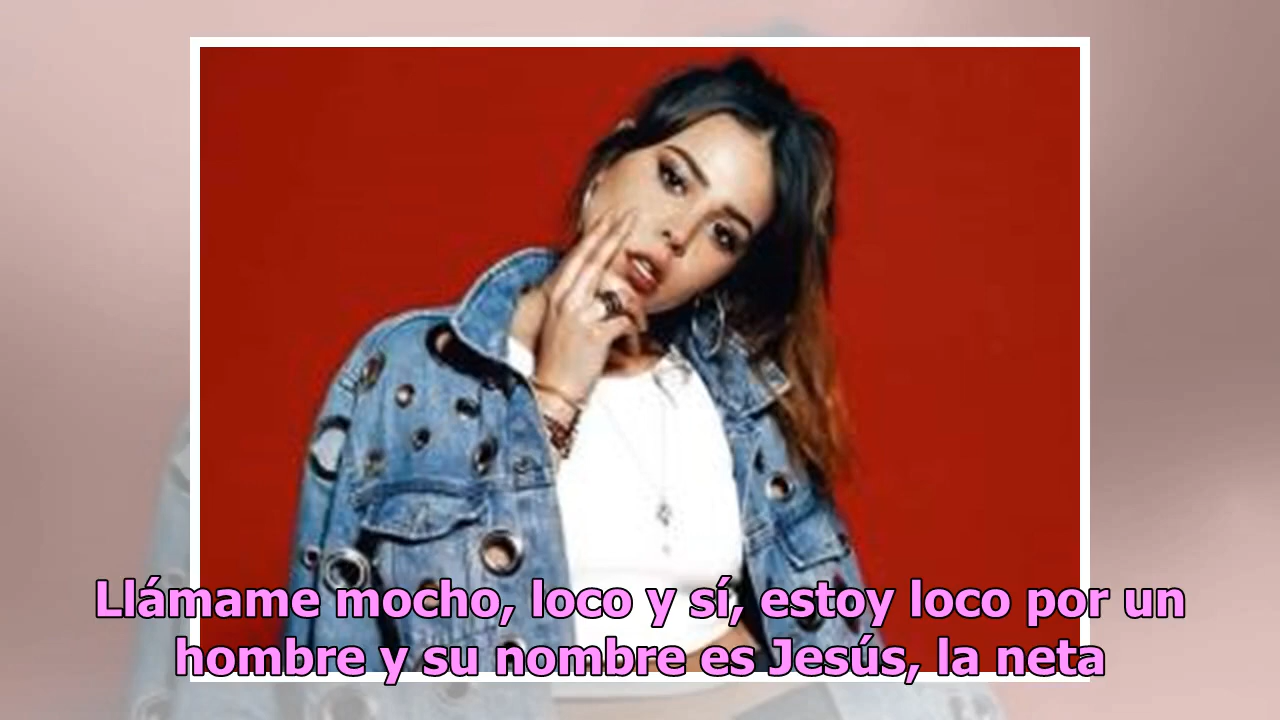 Llámame mocho, loco y sí, estoy loco por un
hombre y su nombre es Jesús, la neta